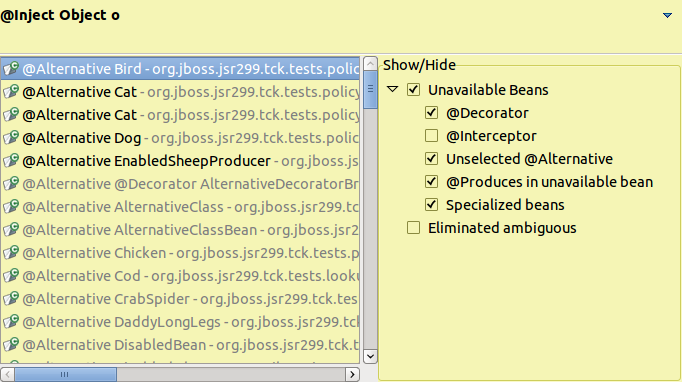 @Inject Object o
@Alternative Bird - org.jboss.jsr299.tck.tests.polic
@Alternative Cat - org.jboss.jsr299.tck.tests.policy
@Alternative Cat - org.jboss.jsr299.tck.tests.policy
@Alternative Dog - org.jboss.jsr299.tck.tests.polic
@Alternative EnabledSheepProducer - org.jboss.js
@Alternative @Decorator AlternativeDecoratorBr
@Alternative AlternativeClass - org.jboss.jsr299.tc
@Alternative AlternativeClassBean - org.jboss.jsr2
@Alternative Chicken - org.jboss.jsr299.tck.tests.p
@Alternative Cod - org.jboss.jsr299.tck.tests.looku
@Alternative CrabSpider - org.jboss.jsr299.tck.tes
@Alternative DaddyLongLegs - org.jboss.jsr299.tck
@Alternative DisabledBean - org.jboss.jsr299.tck.t
Show/Hide
Unavailable Beans
@Decorator
@Interceptor
Unselected @Alternative
@Produces in unavailable bean
Specialized beans
Eliminated ambiguous